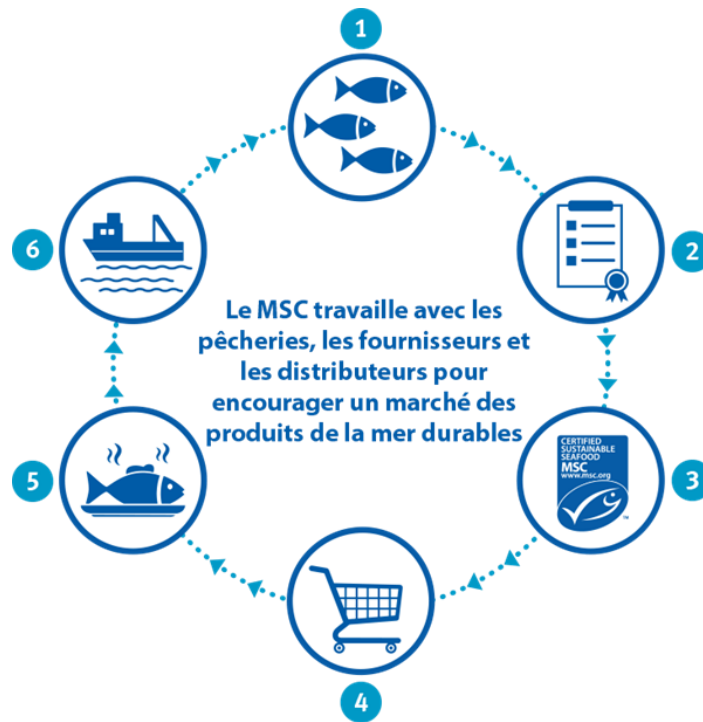 1
2
Le MSC travaille avec les
pêcheries, les fournisseurs et
les distributeurs pour
encourager un marché des
produits de la mer durables
CERTIFIED
SUSTAINABLE
SEAFOOD
MSC
www.msc.org
TM
3
4
5
6